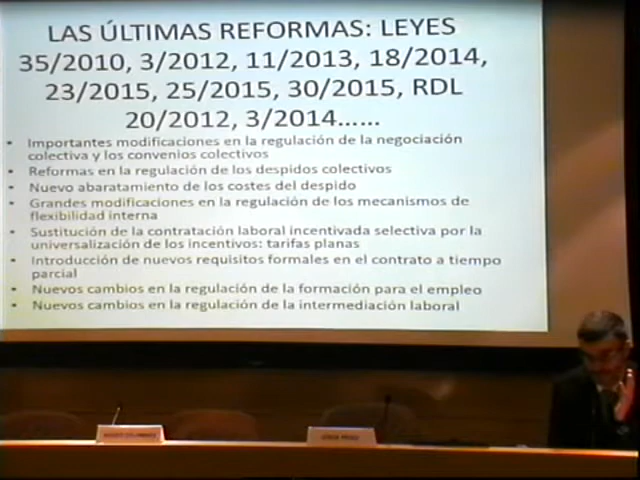 LAS ÚLTIMAS REFORMAS: LEYES
35/2010, 3/2012, 11/2013, 18/2014,
23/2015, 25/2015, 30/2015, RDL
20/2012, 3/2014......
• Importantes modificaciones en la regulación de la negociación
colectiva y los convenios colectivos
• Reformas en la regulación de los despidos colectivos
• Nuevo abaratamiento de los costes del despido
• Grandes modificaciones en la regulación de los mecanismos de
flexibilidad interna
• Sustitución de la contratación laboral incentivada selectiva por la
universalización de los incentivos: tarifas planas
• Introducción de nuevos requisitos formales en el contrato a tiempo
parcial
• Nuevos cambios en la regulación de la formación para el empleo
• Nuevos cambios en la regulación de la intermediación laboral